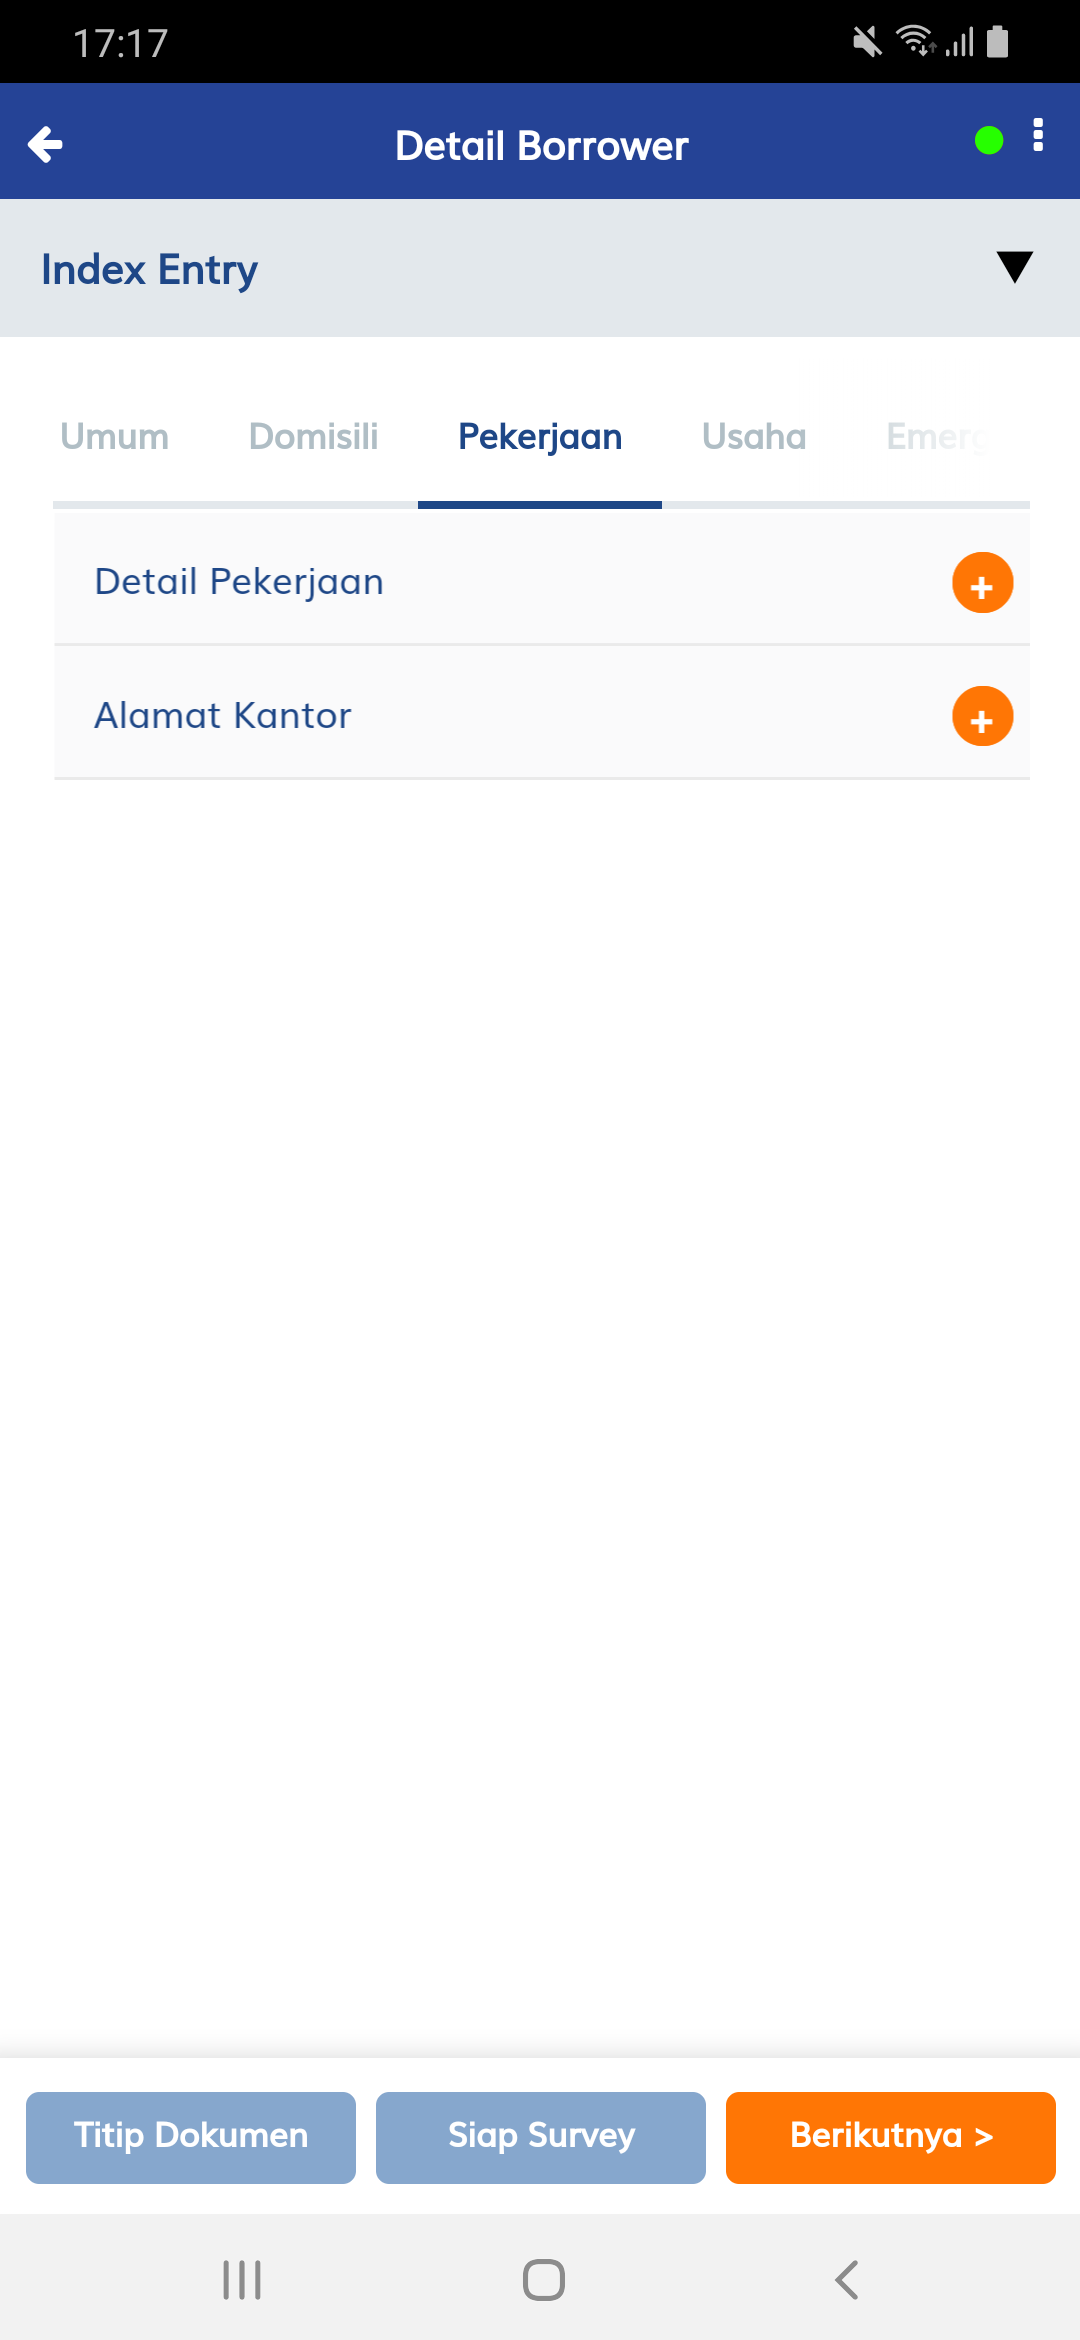 17:17
Detail Borrower
Index Entry
Umum Domisili Pekerjaan Usaha Emerg
Detail Pekerjaan
+
Alamat Kantor
+
Titip Dokumen Siap Survey Berikutnya >